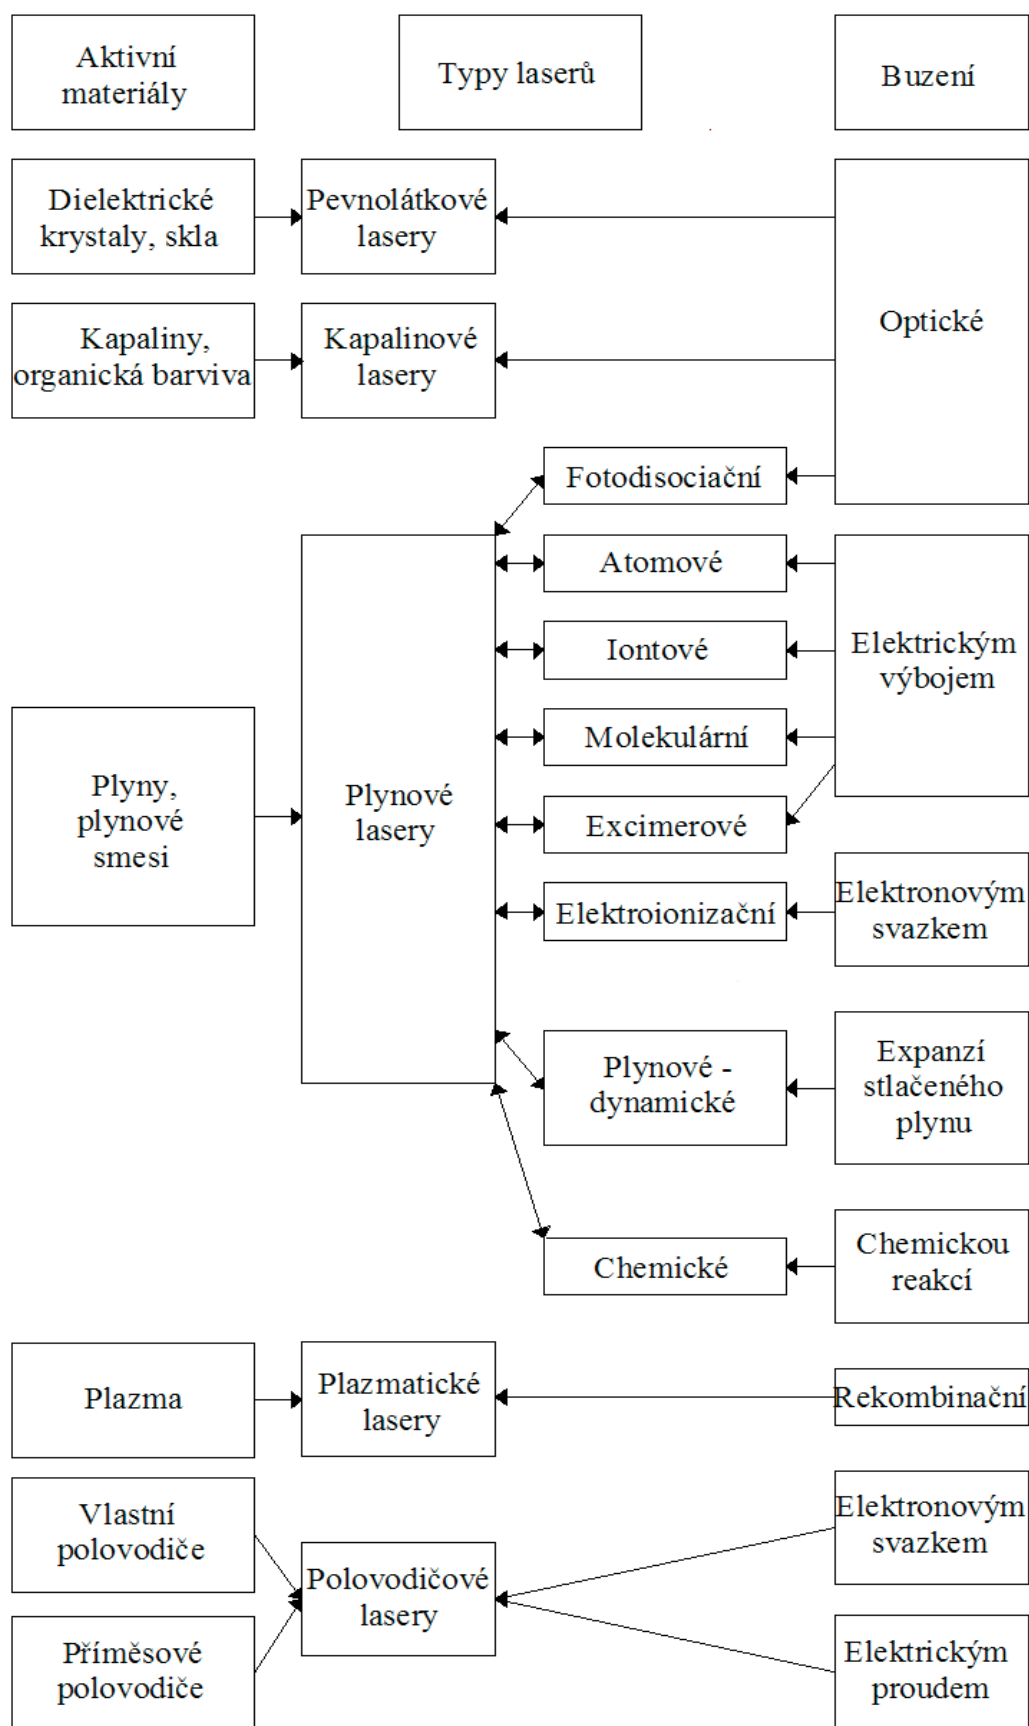 Aktivní
materiály
Typy laserů
Buzení
Dielektrické
krystaly, skla
Pevnolátkové
lasery
Optické
Kapaliny,
organická barviva
Kapalinové
lasery
Fotodisociační
Atomové
Iontové
Molekulární
Excimerové
Elektroionizační
Elektrickým
výbojem
Plyny,
plynové
smesi
Plynové
lasery
Elektronovým
svazkem
Plynové -
dynamické
Expanzí
stlačeného
plynu
Chemické
Chemickou
reakcí
Plazma
Plazmatické
lasery
Rekombinační
Vlastní
polovodiče
Polovodičové
lasery
Elektronovým
svazkem
Příměsové
polovodiče
Elektrickým
proudem